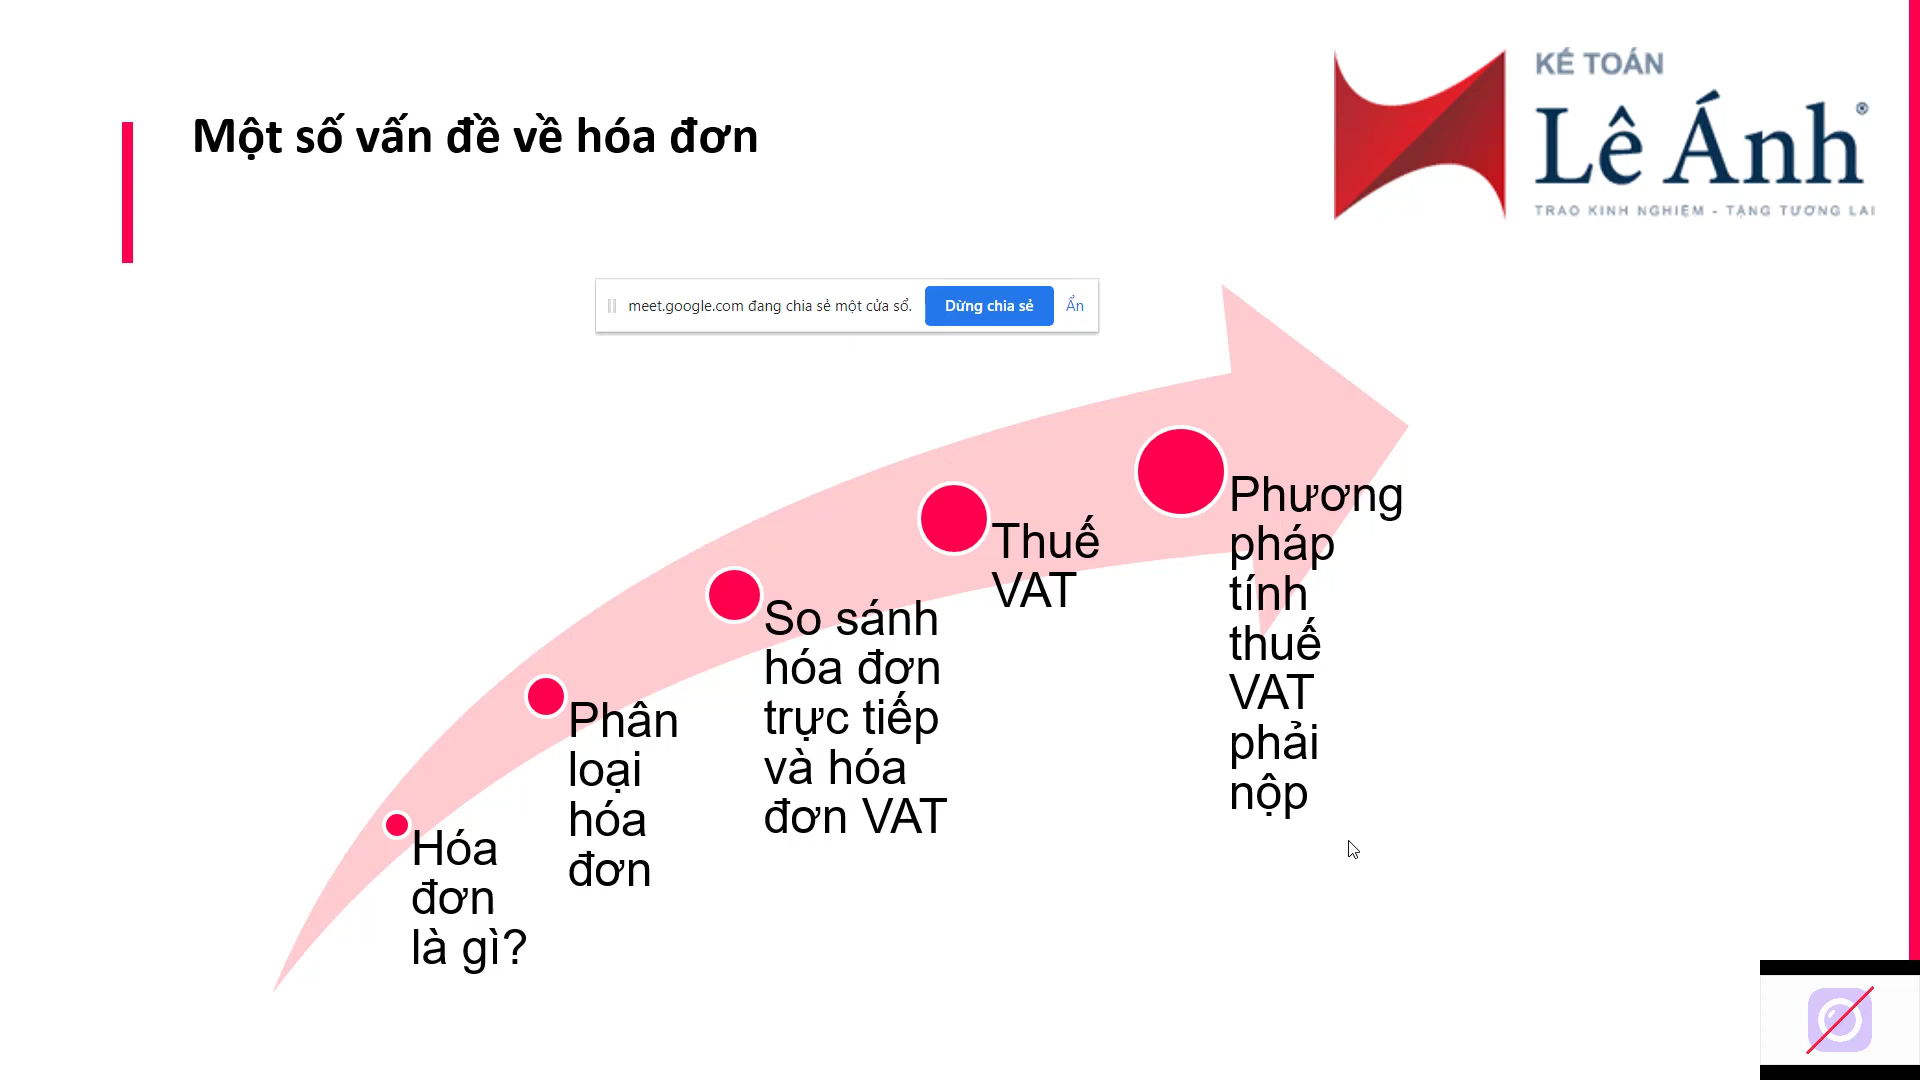 KẾ TOÁN
Lê Ánh®
TRAO KINH NGHIỆM - TẶNG TƯƠNG LAI
Một số vấn đề về hóa đơn
meet.google.com đang chia sẻ một cửa sổ.
Dừng chia sẻ
Ẩn
Hóa
đơn
là gì?
Phân
loại
hóa
đơn
So sánh
hóa đơn
trực tiếp
và hóa
đơn VAT
Thuế
VAT
Phương
pháp
tính
thuế
VAT
phải
nộp